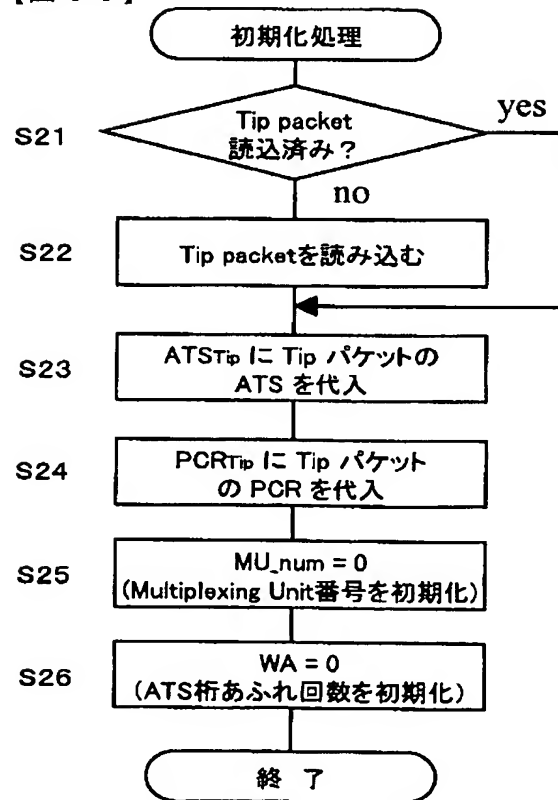 初期化処理
S21
Tip packet
読込済み？
yes
no
S22
Tip packetを読み込む
S23
ATSTip に Tip パケットの
ATS を代入
S24
PCRTip に Tip パケット
の PCR を代入
S25
MU_num = 0
(Multiplexing Unit番号を初期化)
S26
WA = 0
(ATS桁あふれ回数を初期化)
終 了